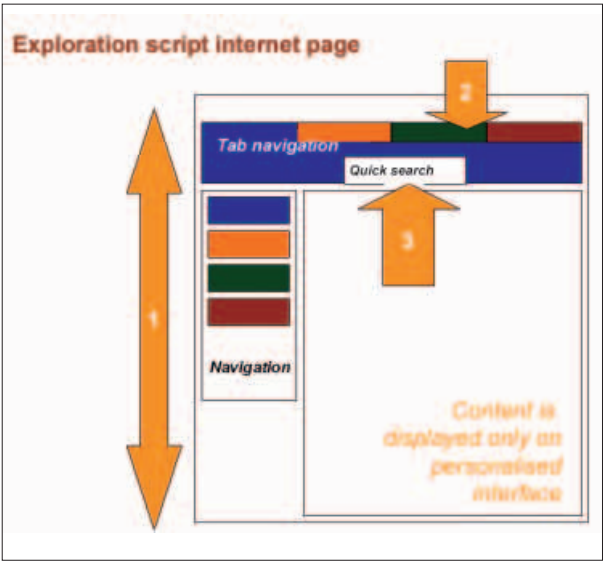 Exploration script internet page
2
Tab navigation
Quick search
3
1
Navigation
Content is
displayed only on
personalised
interface